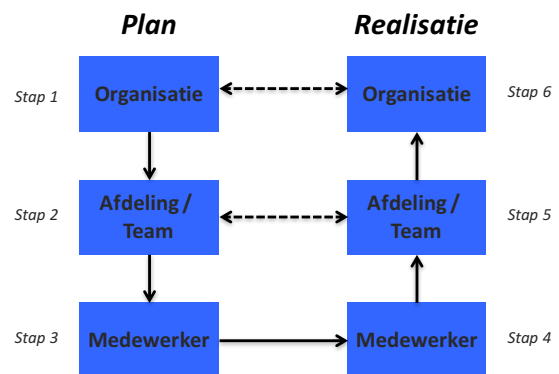 Plan
Realisatie
Stap 1
Organisatie
Organisatie
Stap 6
Stap 2
Afdeling /
Team
Afdeling /
Team
Stap 5
Stap 3
Medewerker
Medewerker
Stap 4